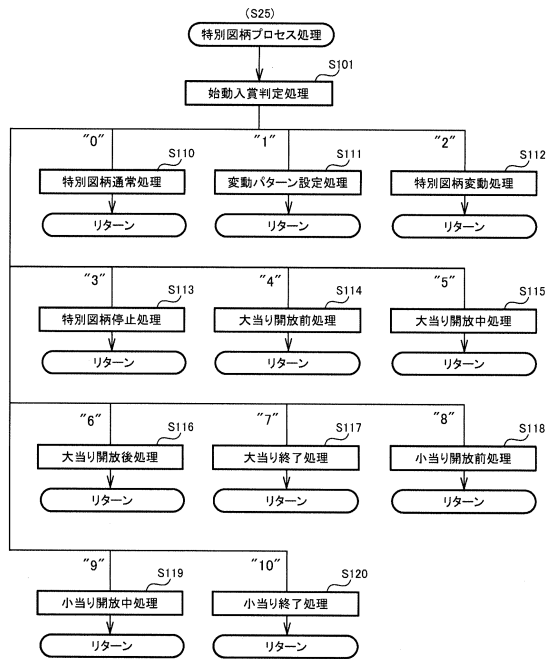 (S25)
特別図柄プロセス処理
S101
始動入賞判定処理
"0"
"1"
"2"
S110
S111
S112
特別図柄通常処理
変動パターン設定処理
特別図柄変動処理
リターン
リターン
リターン
"3"
"4"
"5"
S113
S114
S115
特別図柄停止処理
大当り開放前処理
大当り開放中処理
リターン
リターン
リターン
"6"
"7"
"8"
S116
S117
S118
大当り開放後処理
大当り終了処理
小当り開放前処理
リターン
リターン
リターン
"9"
"10"
S119
S120
小当り開放中処理
小当り終了処理
リターン
リターン